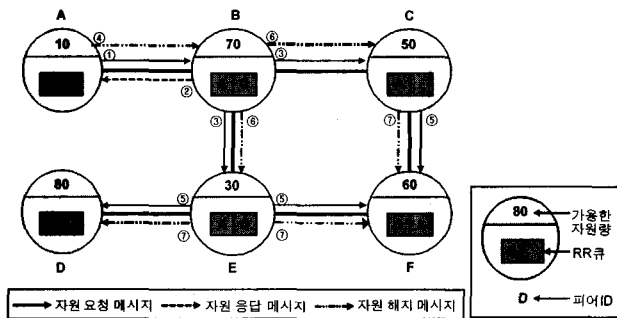 A B C
10 ④ 70 ⑥ 50
① ③
②
③ ⑥ ⑦ ⑤
80 ⑤ 30 ⑤ 60
⑦ ⑦
D E F
자원 요청 메시지 자원 응답 메시지 자원 해지 메시지
80 가용한
자원량
RR큐
D 피어ID